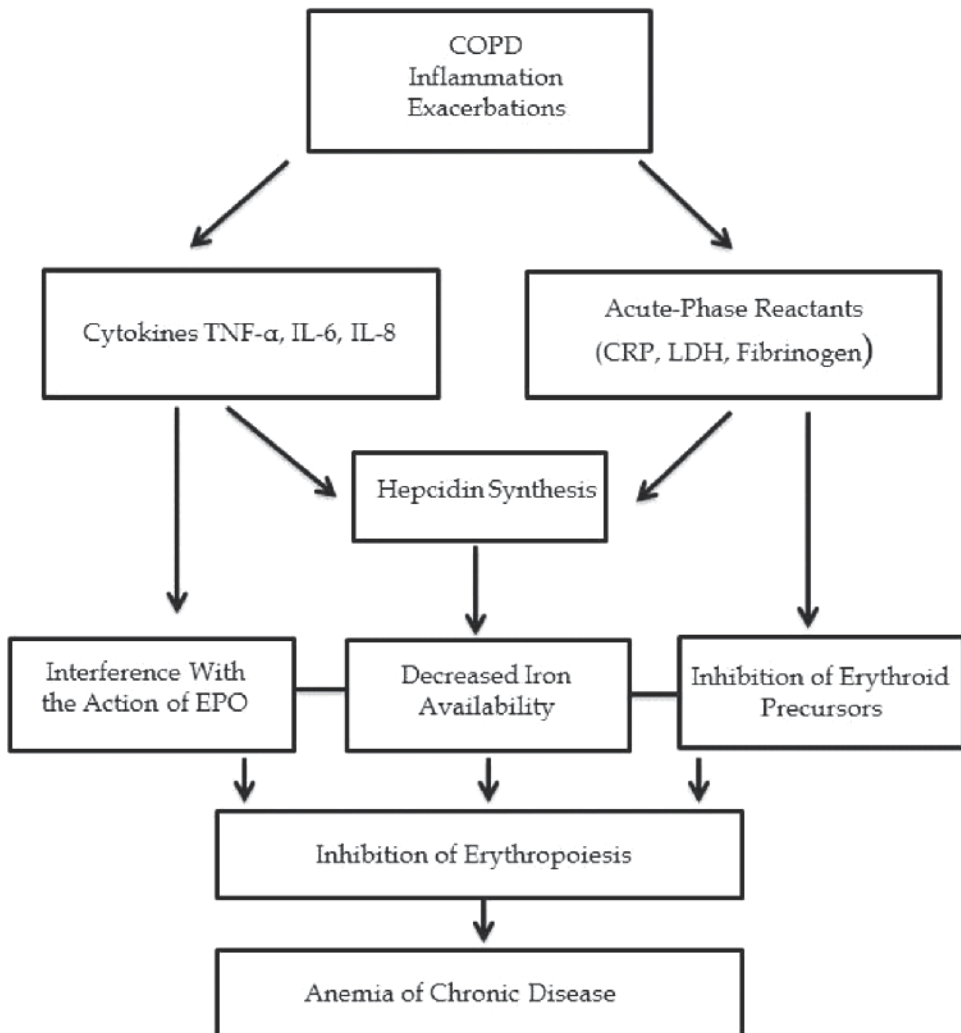 COPD
Inflammation
Exacerbations
Cytokines TNF-α, IL-6, IL-8
Acute-Phase Reactants
(CRP, LDH, Fibrinogen)
Hepcidin Synthesis
Interference With
the Action of EPO
Decreased Iron
Availability
Inhibition of Erythroid
Precursors
Inhibition of Erythropoiesis
Anemia of Chronic Disease